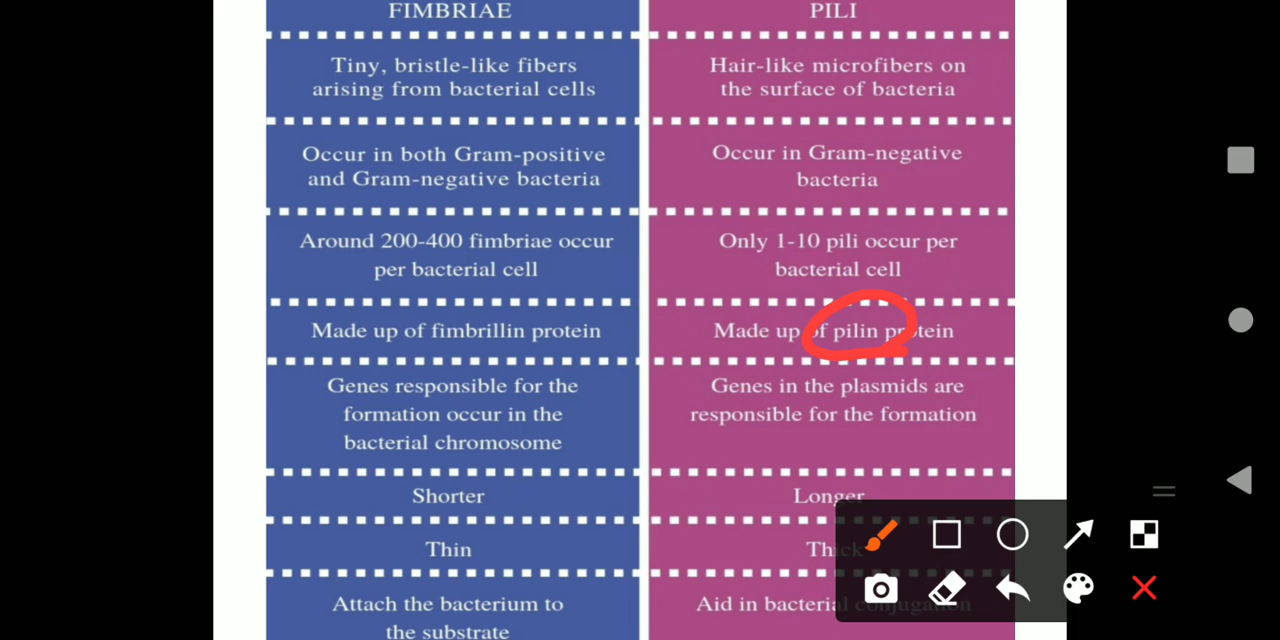 FIMBRIAE
PILI
Tiny, bristle-like fibers
arising from bacterial cells
Hair-like microfibers on
the surface of bacteria
Occur in both Gram-positive
and Gram-negative bacteria
Occur in Gram-negative
bacteria
Around 200-400 fimbriae occur
per bacterial cell
Only 1-10 pili occur per
bacterial cell
Made up of fimbrillin protein
Made up of pilin protein
Genes responsible for the
formation occur in the
bacterial chromosome
Genes in the plasmids are
responsible for the formation
Shorter
Longer
Thin
Thick
Attach the bacterium to
the substrate
Aid in bacterial conjugation